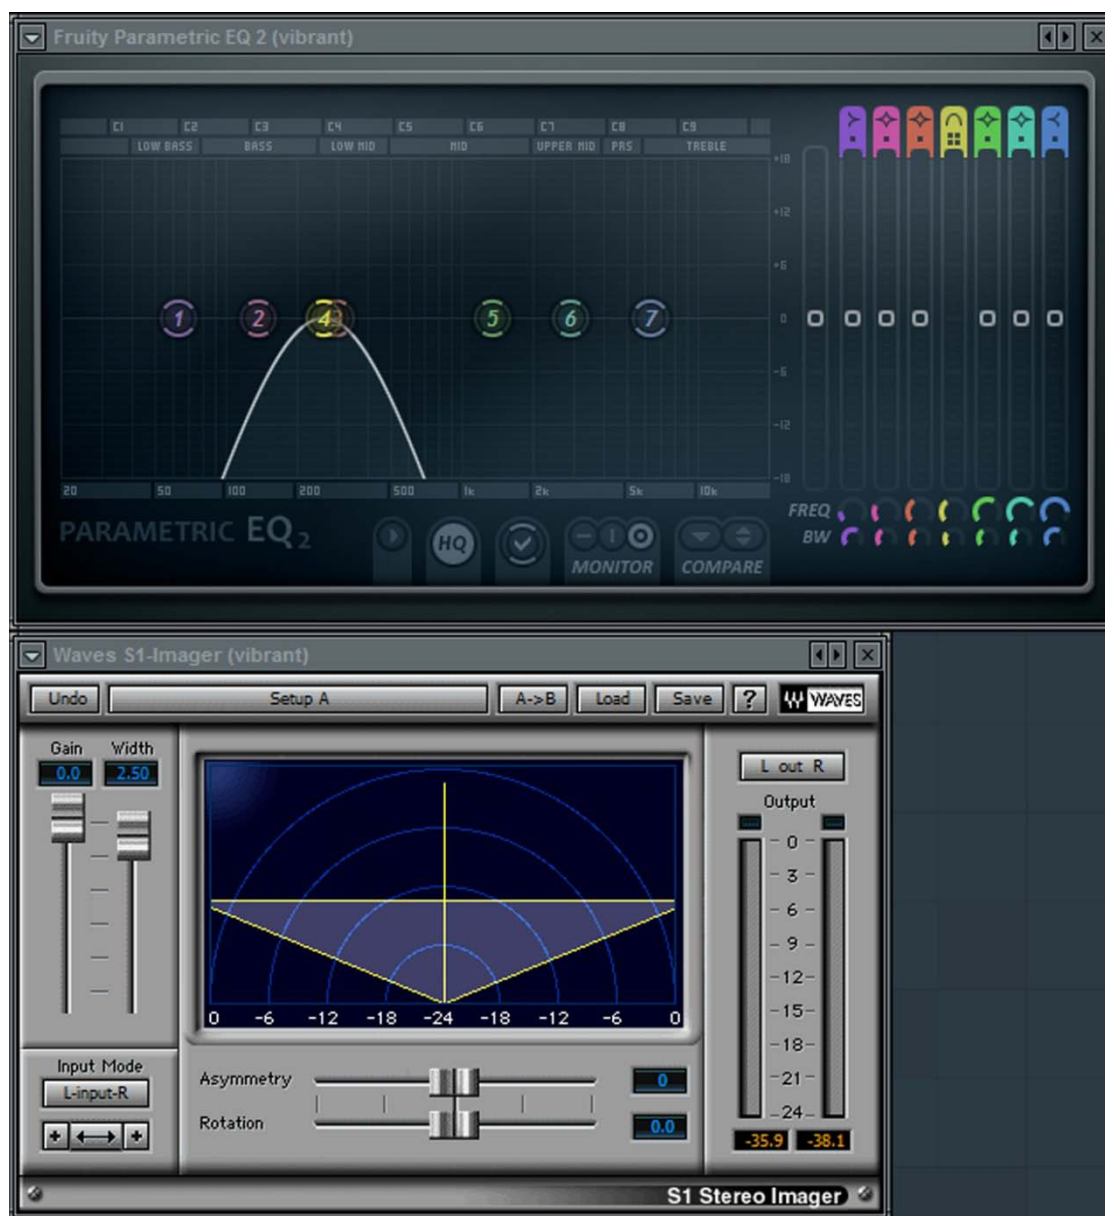 Fruity Parametric EQ 2 (vibrant)
C1 C2 C3 C4 C5 C6 C7 C8 C9
LOW BASS BASS LOW MID MID UPPER MID PRS TREBLE
+18
+12
+6
1 2 4 5 6 7 0
-6
-12
-18
20 50 100 200 500 1k 2k 5k 10k
FREQ
PARAMETRIC EQ 2 HQ BW
MONITOR COMPARE
Waves S1-Imager (vibrant)
Undo Setup A A->B Load Save ? WAVES
Gain Width L out R
0.0 2.50
Output
0
3
6
9
12
15
18
21
24
0 -6 -12 -18 -24 -18 -12 -6 0
Input Mode
L-input-R
Asymmetry 0
Rotation 0.0
-35.9 -38.1
S1 Stereo Imager